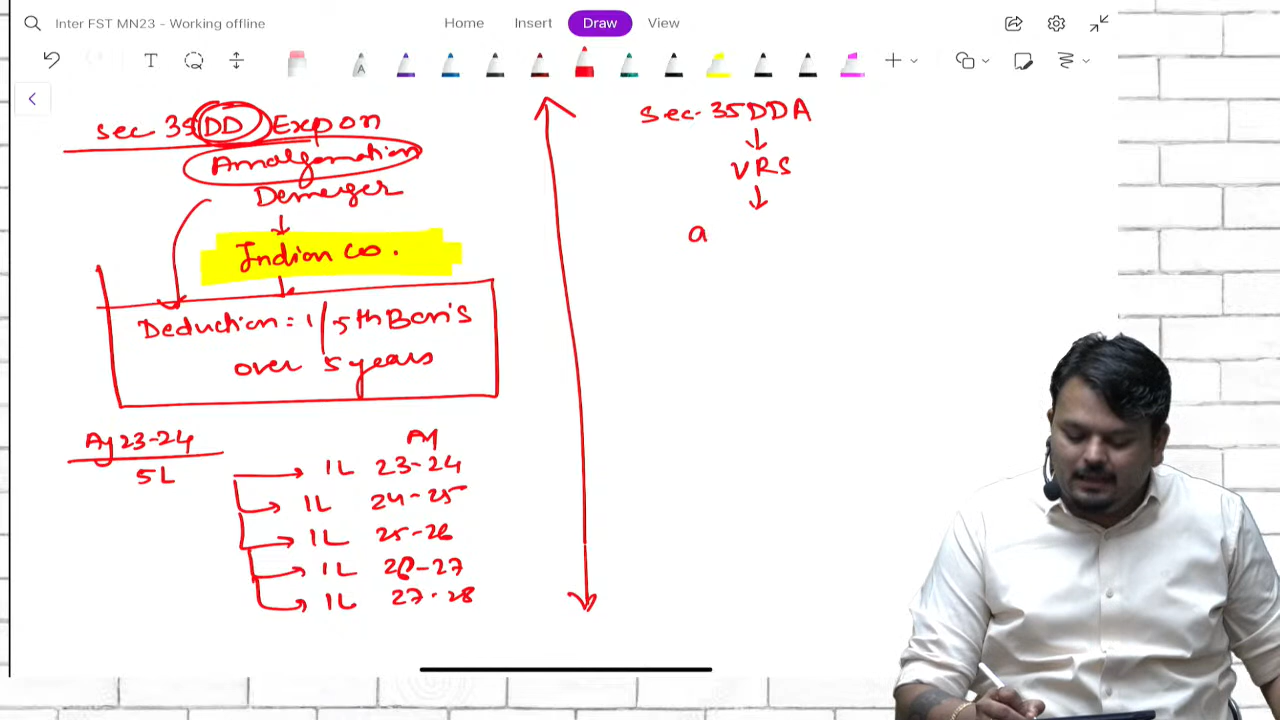 Inter FST MN23 - Working offline
Home Insert Draw View
T
A
sec 35DD Exp on
Amalgamation
Demerger
Indian co.
Deduction = 1/5th Basis
over 5 years
Ay 23-24
5L
AY
1L 23-24
1L 24-25
1L 25-26
1L 26-27
1L 27-28
sec-35DDA
VRS
a